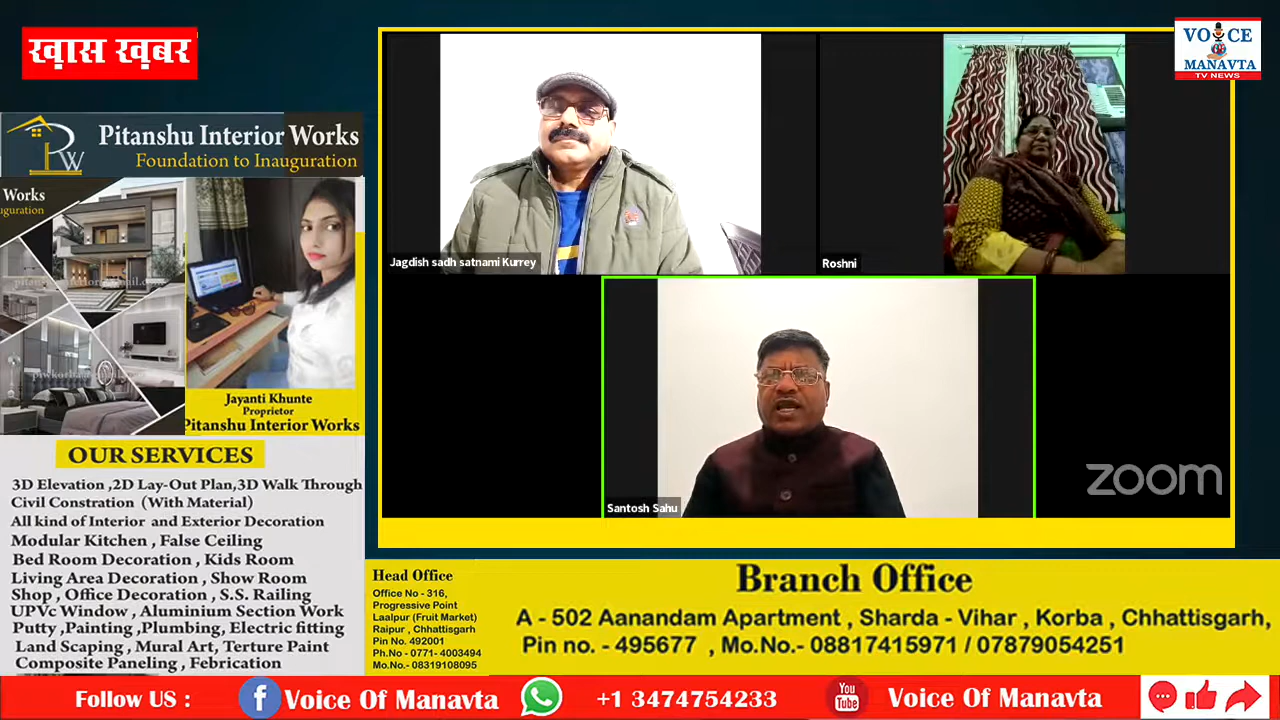 ख़ास ख़बर
VOICE
MANAVTA
TV NEWS
PW
Pitanshu Interior Works
Foundation to Inauguration
Works
uguration
Jayanti Khunte
Proprietor
Pitanshu Interior Works
OUR SERVICES
3D Elevation ,2D Lay-Out Plan,3D Walk Through
Civil Constration (With Material)
All kind of Interior and Exterior Decoration
Modular Kitchen , False Ceiling
Bed Room Decoration , Kids Room
Living Area Decoration , Show Room
Shop , Office Decoration , S.S. Railing
UPVc Window , Aluminium Section Work
Putty ,Painting ,Plumbing, Electric fitting
Land Scaping , Mural Art, Terture Paint
Composite Paneling , Febrication
Jagdish sadh satnami Kurrey
Roshni
Santosh Sahu
zoom
Head Office
Office No - 316,
Progressive Point
Laalpur (Fruit Market)
Raipur , Chhattisgarh
Pin No. 492001
Ph.No - 0771- 4003494
Mo.No.- 08319108095
Branch Office
A - 502 Aanandam Apartment , Sharda - Vihar , Korba , Chhattisgarh,
Pin no. - 495677 , Mo.No.- 08817415971 / 07879054251
Follow US :
f
Voice Of Manavta
+1 3474754233
You
Tube
Voice Of Manavta